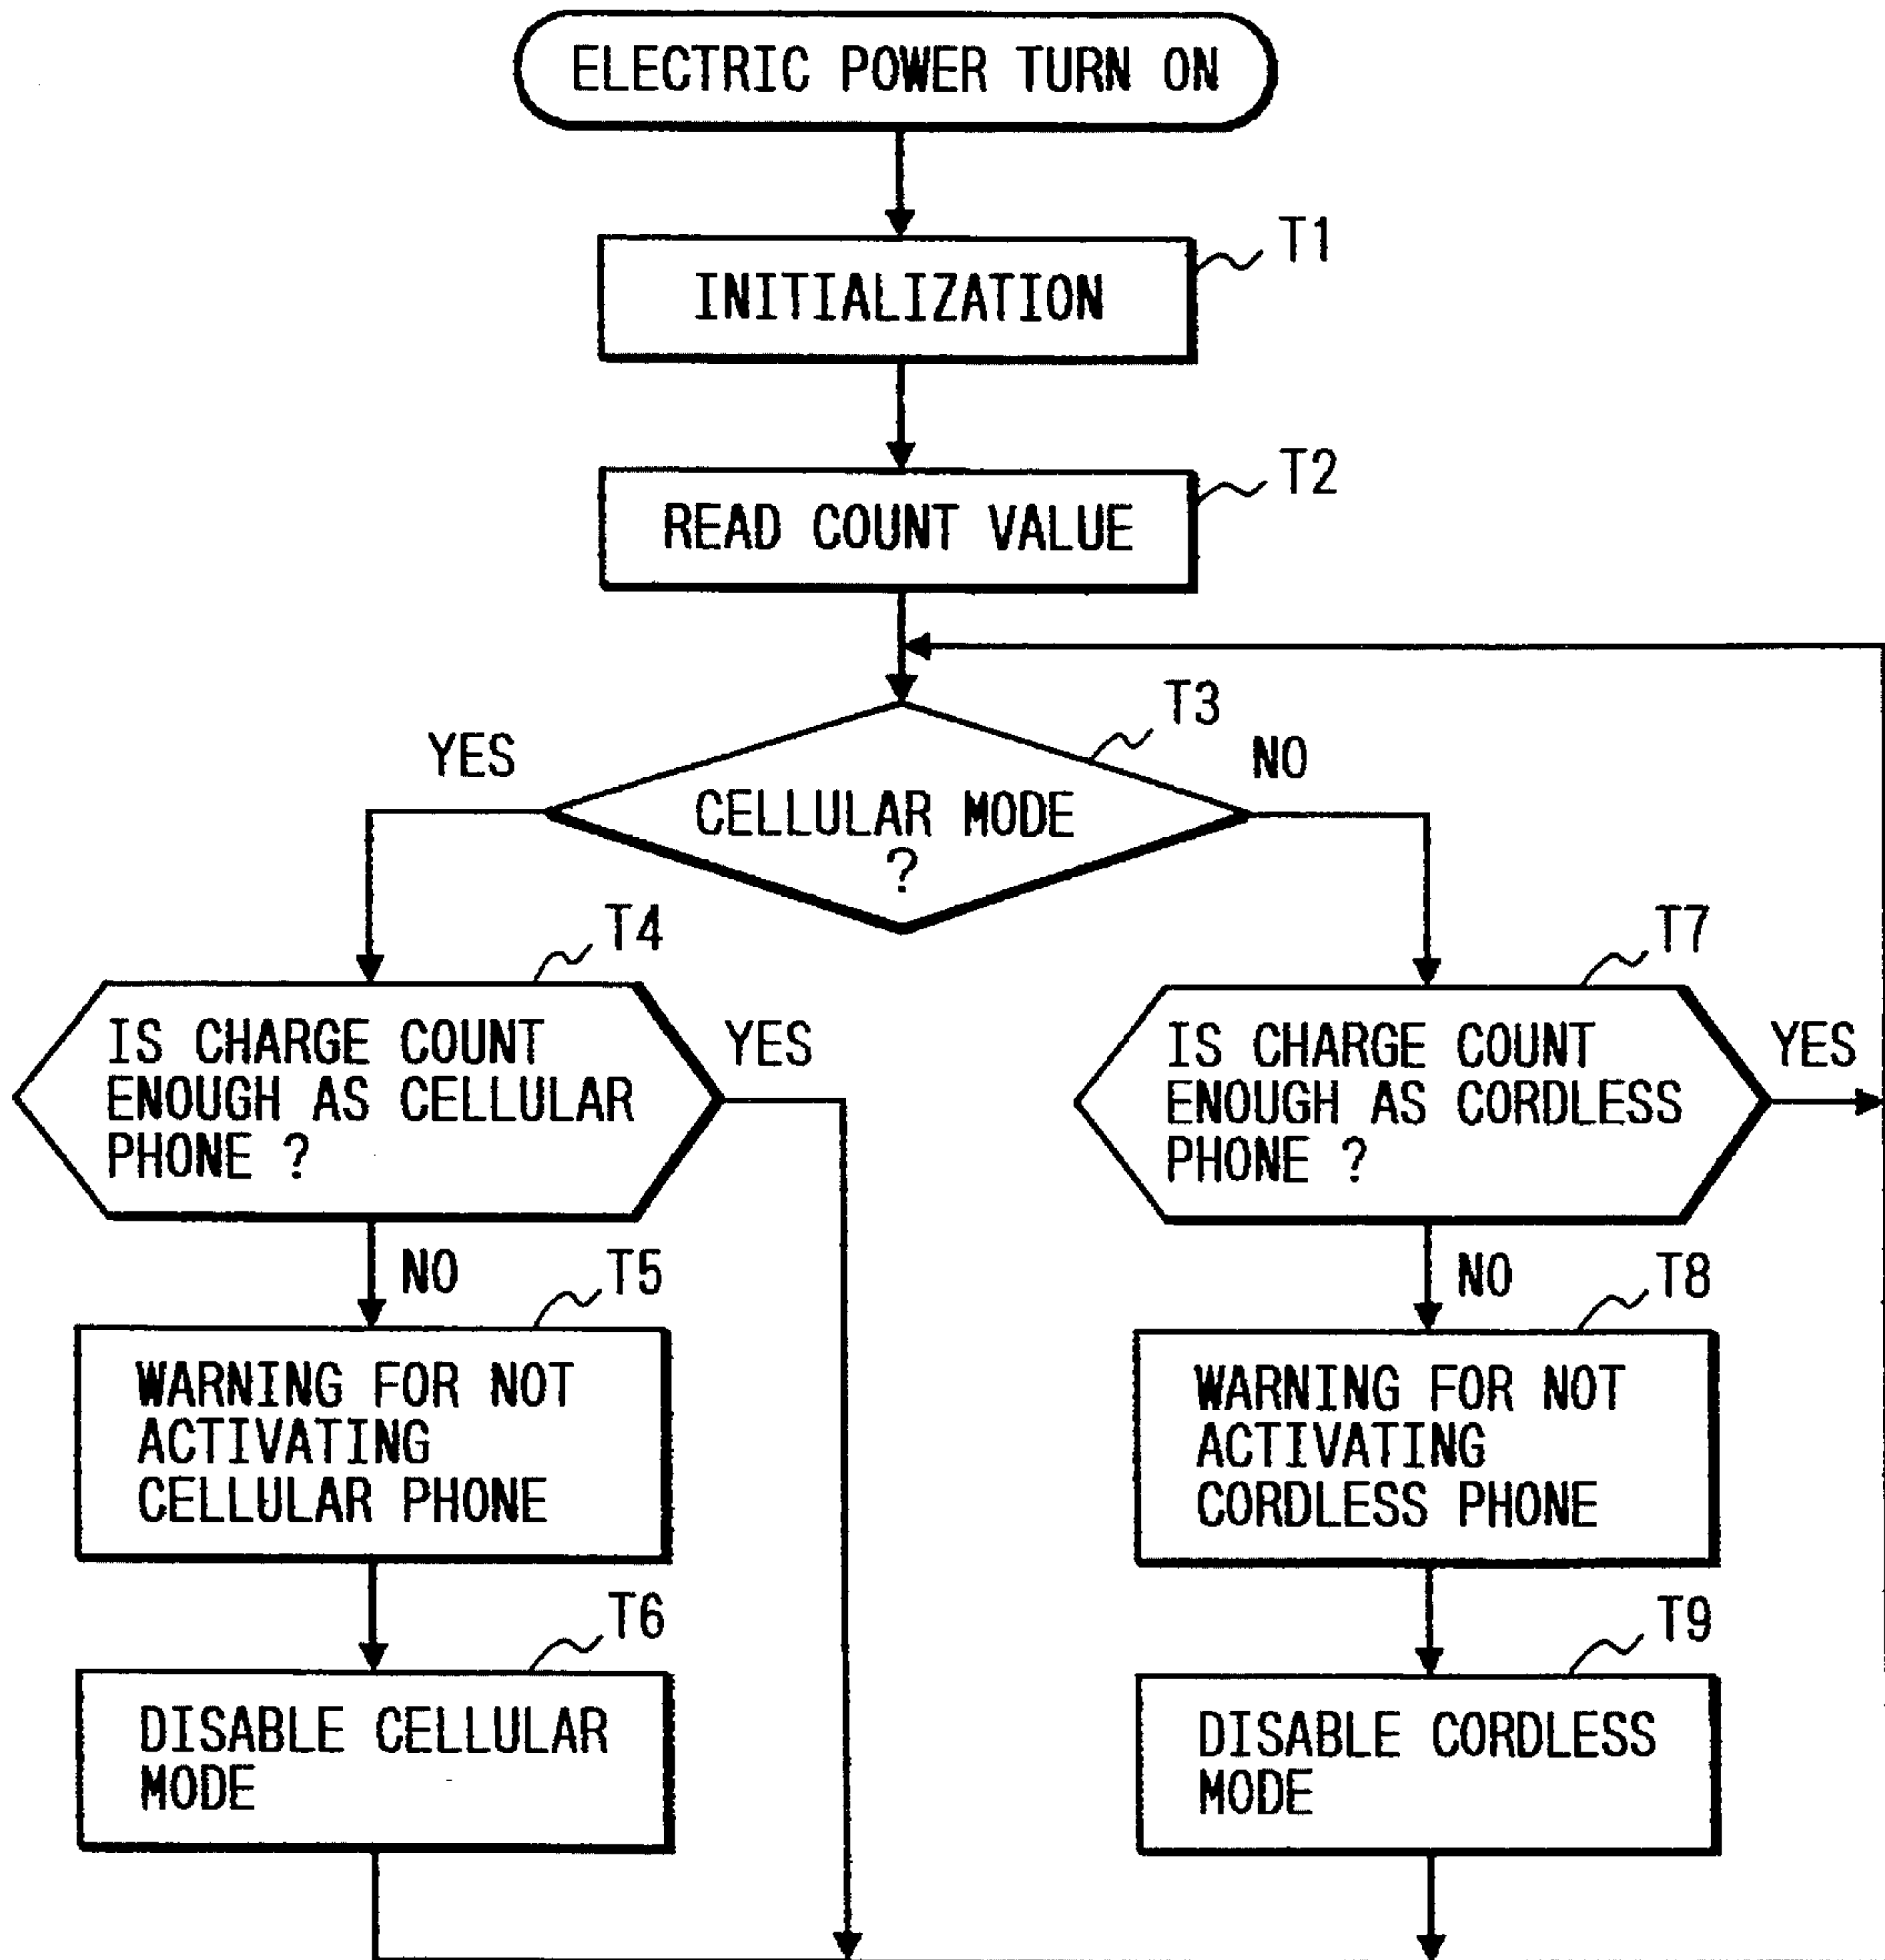 ELECTRIC POWER TURN ON
T1
INITIALIZATION
T2
READ COUNT VALUE
T3
YES
NO
CELLULAR MODE
?
T4
IS CHARGE COUNT
ENOUGH AS CELLULAR
PHONE ?
YES
T7
IS CHARGE COUNT
ENOUGH AS CORDLESS
PHONE ?
YES
NO
T5
WARNING FOR NOT
ACTIVATING
CELLULAR PHONE
NO
T8
WARNING FOR NOT
ACTIVATING
CORDLESS PHONE
T6
DISABLE CELLULAR
MODE
T9
DISABLE CORDLESS
MODE